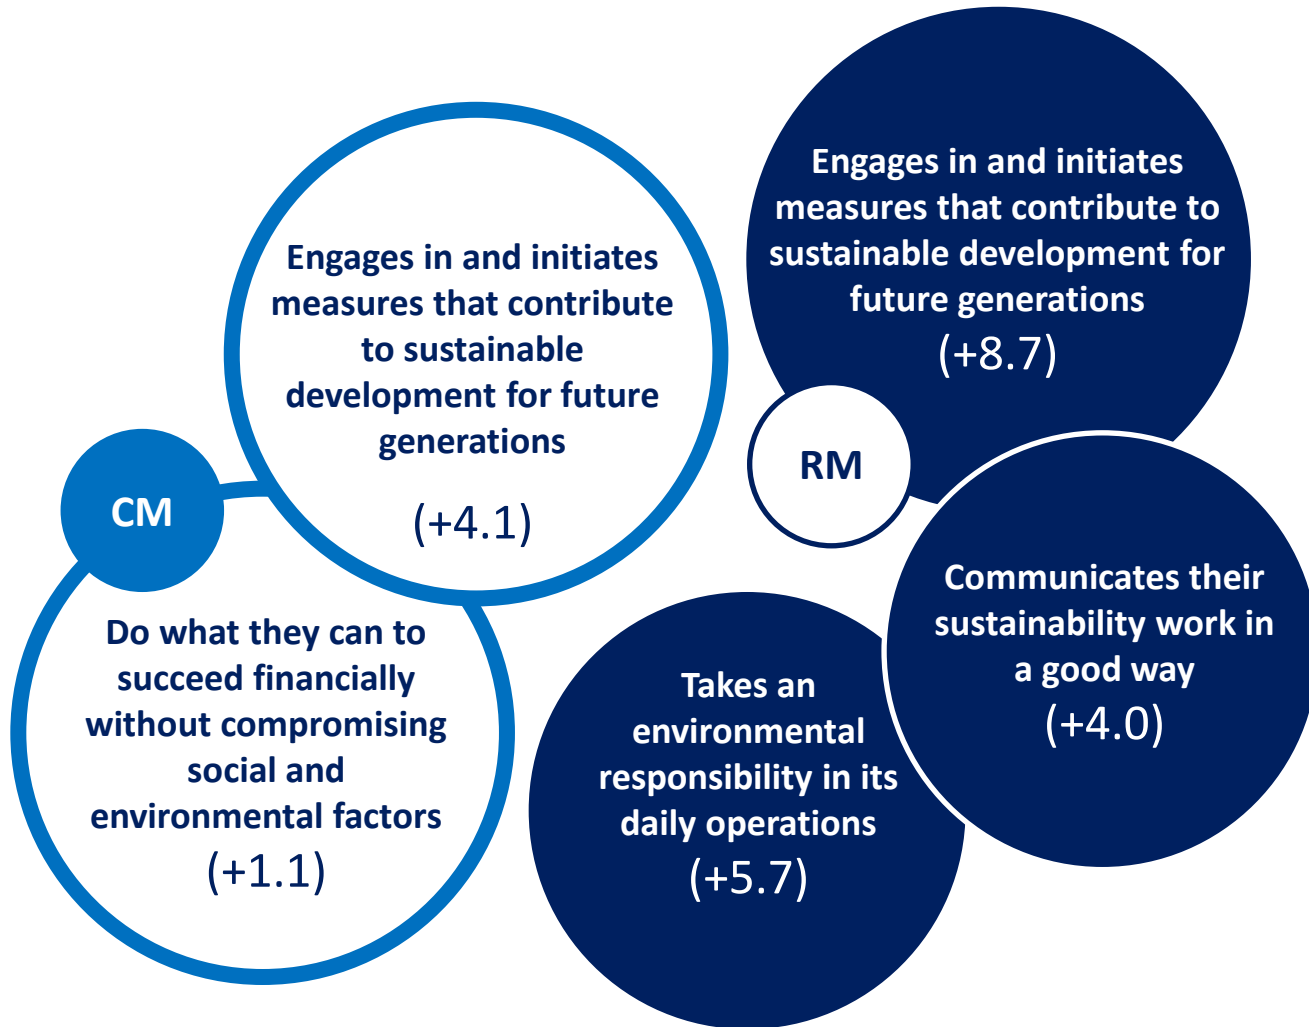 CM
Engages in and initiates
measures that contribute
to sustainable
development for future
generations
(+4.1)
Do what they can to
succeed financially
without compromising
social and
environmental factors
(+1.1)
RM
Engages in and initiates
measures that contribute to
sustainable development for
future generations
(+8.7)
Communicates their
sustainability work in
a good way
(+4.0)
Takes an
environmental
responsibility in its
daily operations
(+5.7)